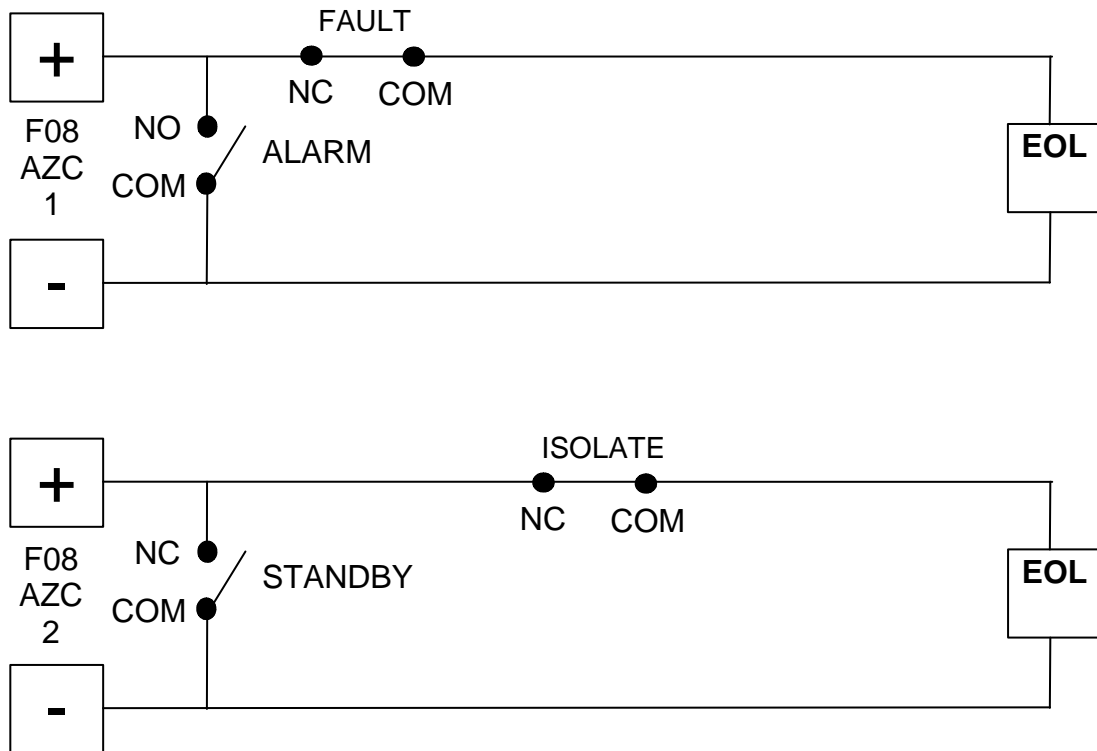 FAULT
+
NC COM
F08
AZC
1
NO
ALARM
COM
EOL
-
ISOLATE
+
NC COM
F08
AZC
2
NC
STANDBY
COM
EOL
-